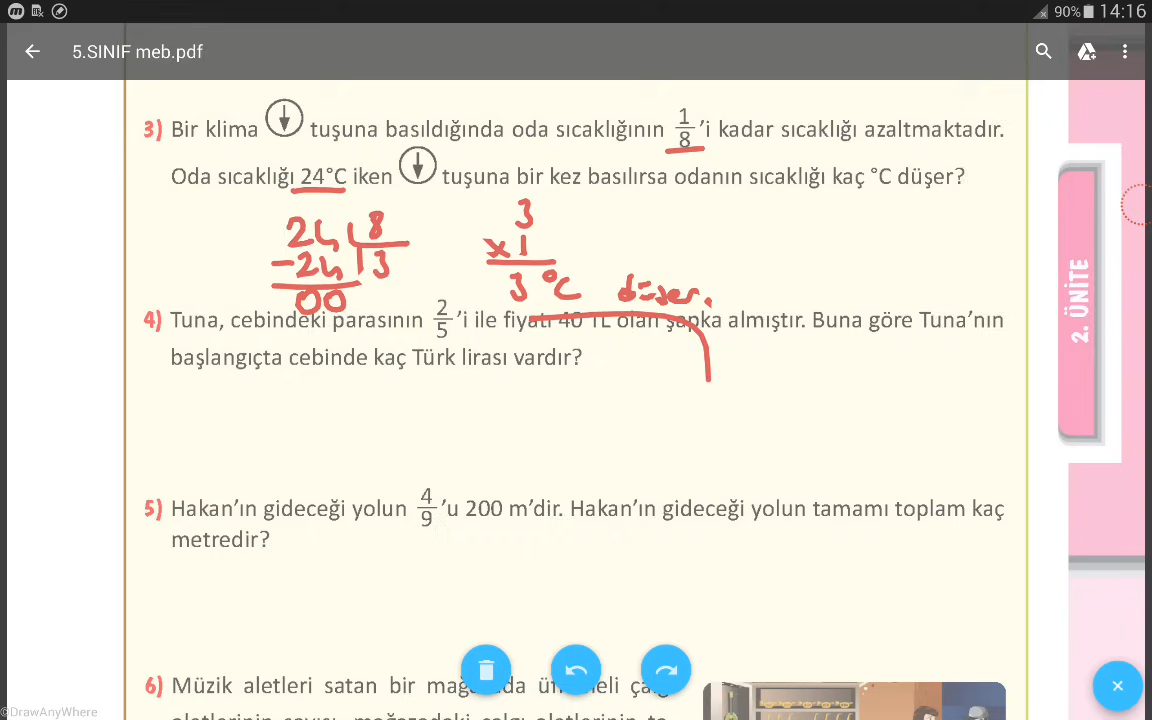 90% 14:16
5.SINIF meb.pdf
3) Bir klima tuşuna basıldığında oda sıcaklığının 1/8 'i kadar sıcaklığı azaltmaktadır.
Oda sıcaklığı 24°C iken tuşuna bir kez basılırsa odanın sıcaklığı kaç °C düşer?
24 8
-24 3
00
3
x1
3 °C düşer.
4) Tuna, cebindeki parasının 2/5 'i ile fiyatı 40 TL olan şapka almıştır. Buna göre Tuna'nın
başlangıçta cebinde kaç Türk lirası vardır?
5) Hakan'ın gideceği yolun 4/9 'u 200 m'dir. Hakan'ın gideceği yolun tamamı toplam kaç
metredir?
6) Müzik aletleri satan bir
2. ÜNİTE
©DrawAnyWhere